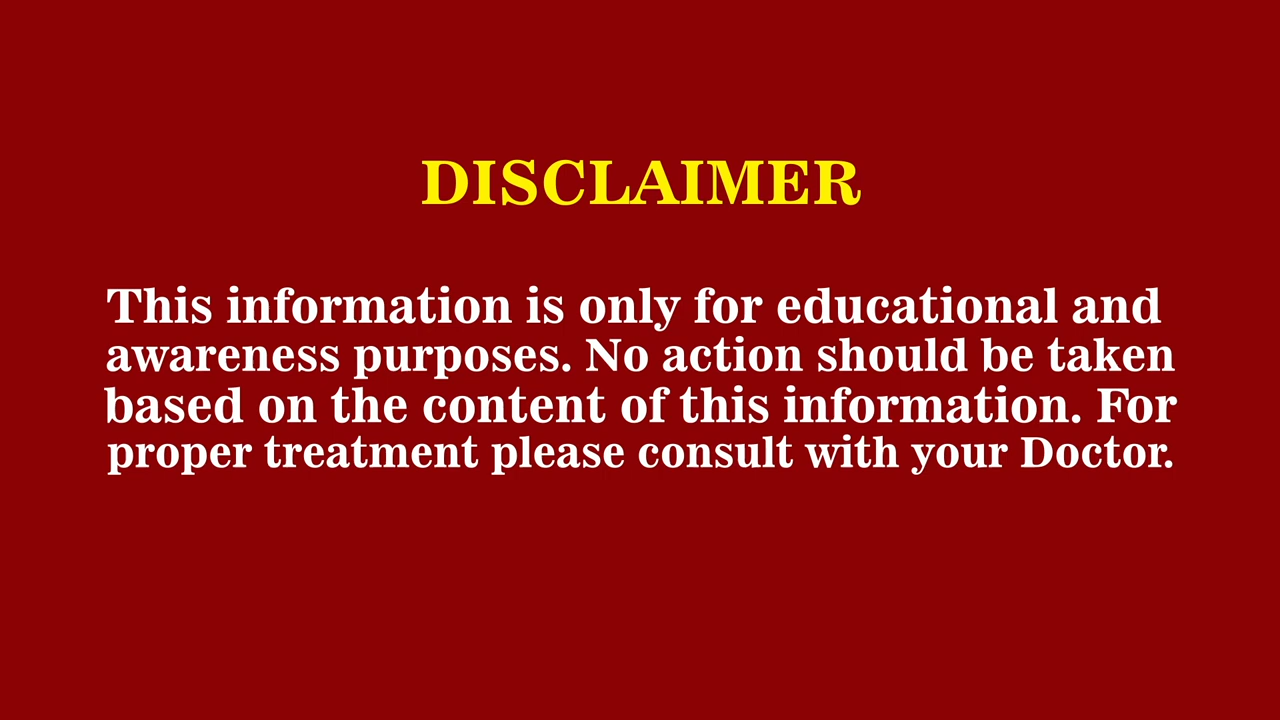 DISCLAIMER
This information is only for educational and
awareness purposes. No action should be taken
based on the content of this information. For
proper treatment please consult with your Doctor.